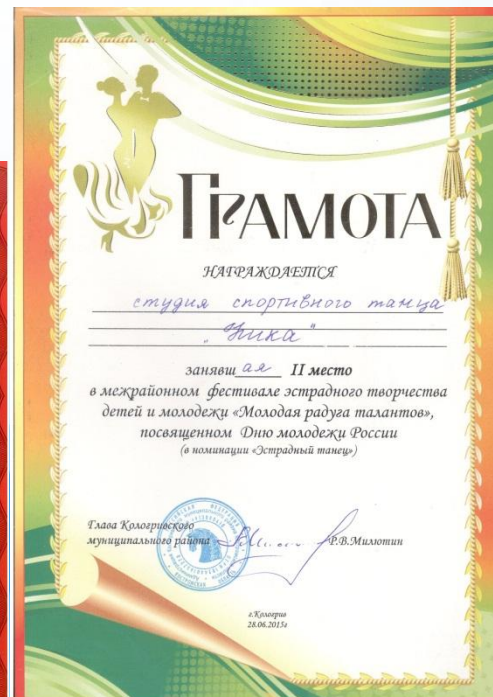 ГРАМОТА
НАГРАЖДАЕТСЯ
студия спортивного танца
„Ника"
занявшая II место
в межрайонном фестивале эстрадного творчества
детей и молодежи «Молодая радуга талантов»,
посвященном Дню молодежи России
(в номинации «Эстрадный танец»)
Глава Кологривского
муниципального района Р.В.Милютин
г.Кологрив
28.06.2015г